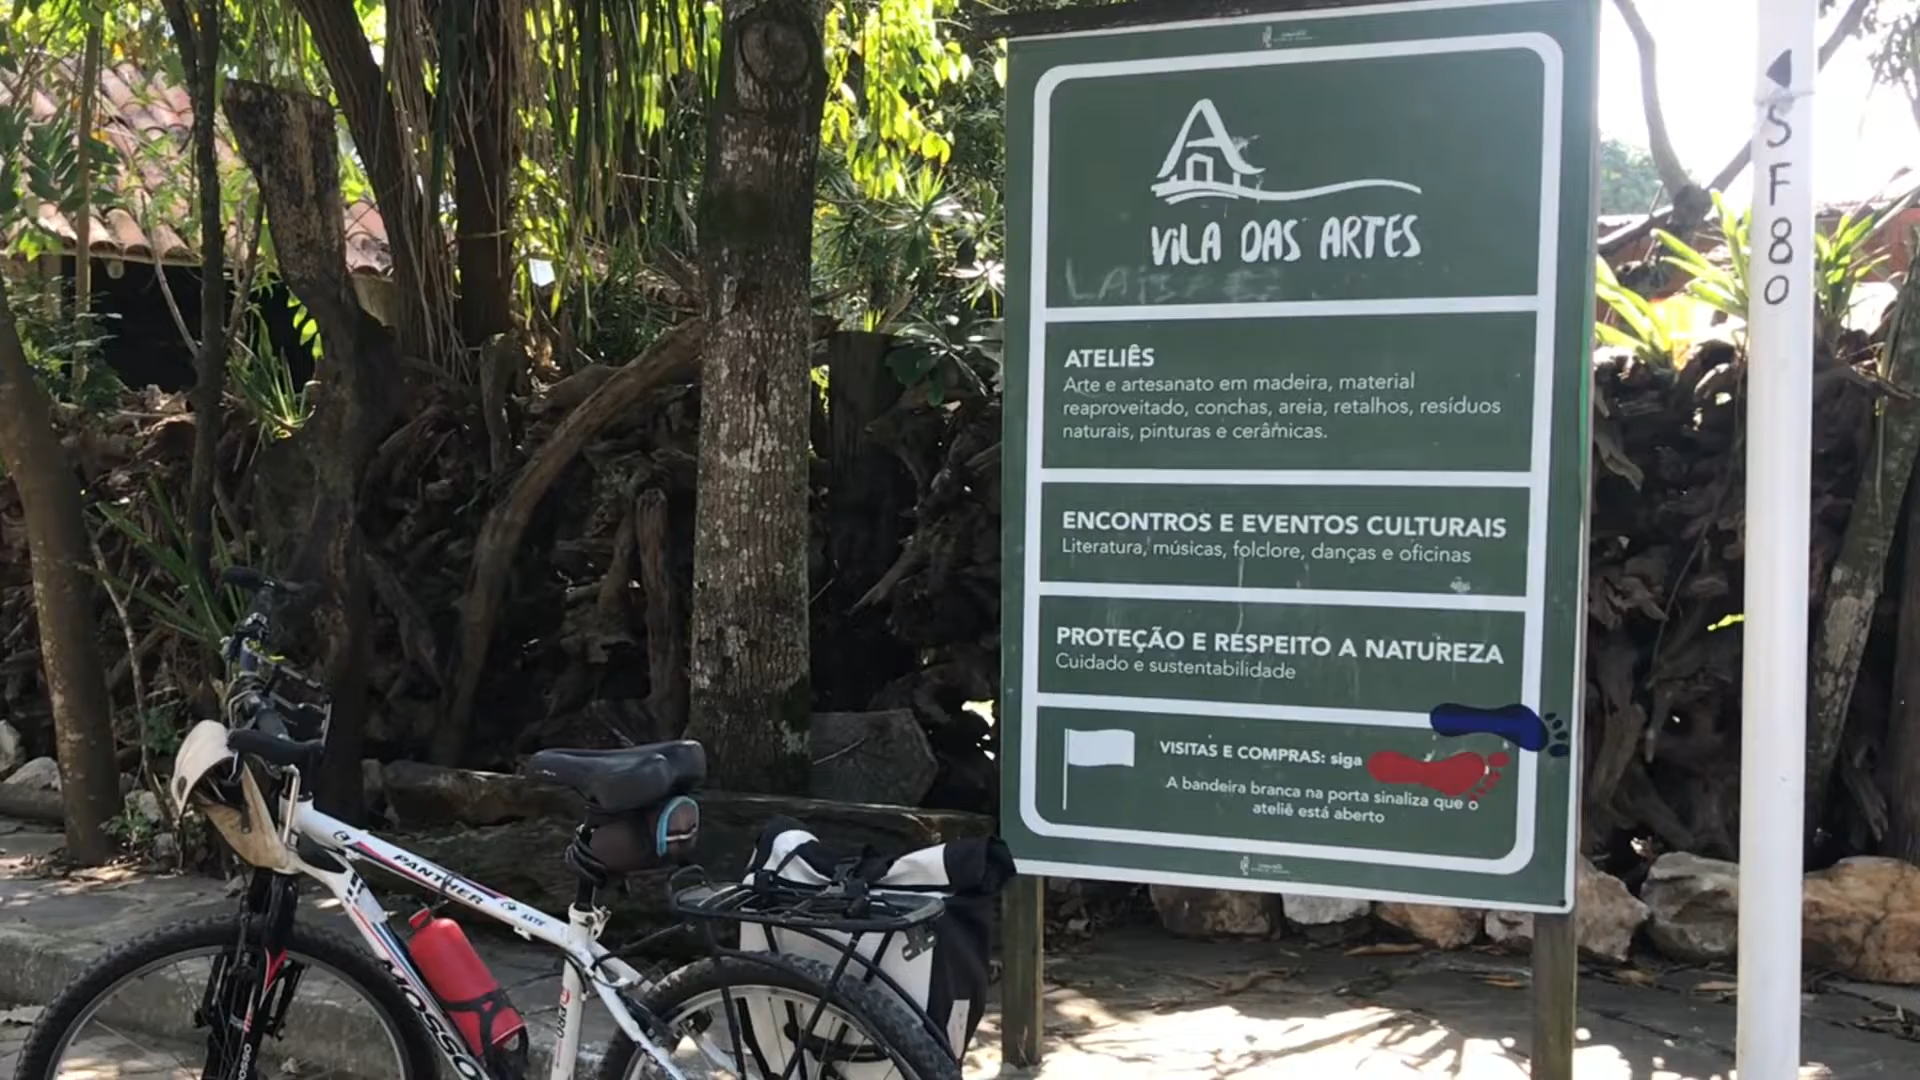 VILA DAS ARTES
ATELIÊS
Arte e artesanato em madeira, material
reaproveitado, conchas, areia, retalhos, resíduos
naturais, pinturas e cerâmicas.
ENCONTROS E EVENTOS CULTURAIS
Literatura, músicas, folclore, danças e oficinas
PROTEÇÃO E RESPEITO A NATUREZA
Cuidado e sustentabilidade
VISITAS E COMPRAS: siga
A bandeira branca na porta sinaliza que o
ateliê está aberto
SF80
PANTHER
MOSSO